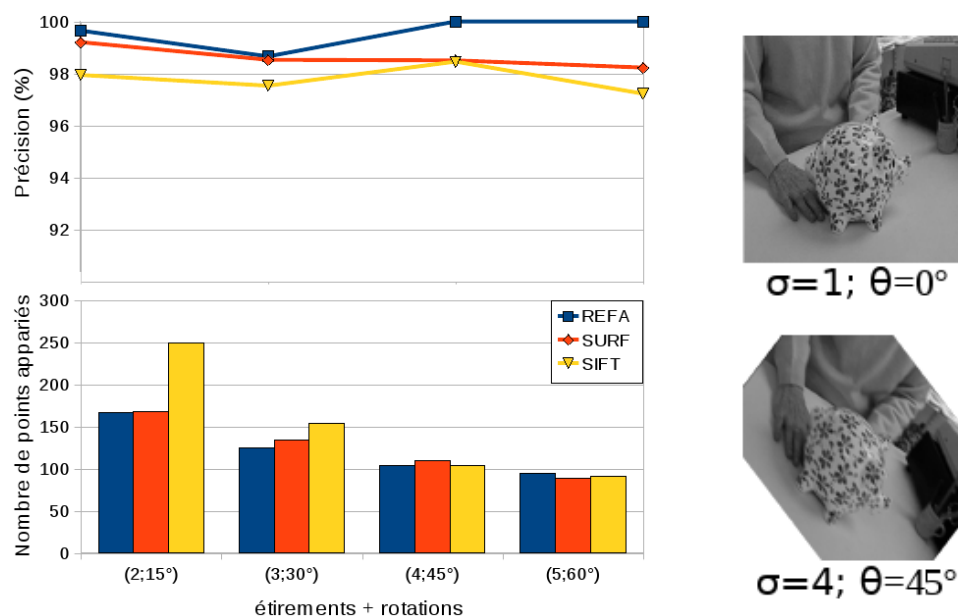 Précision (%)
100
98
96
94
92
Nombre de points appariés
300
250
200
150
100
50
0
REFA
SURF
SIFT
(2;15°)
(3;30°)
(4;45°)
(5;60°)
étirements + rotations
σ=1; θ=0°
σ=4; θ=45°